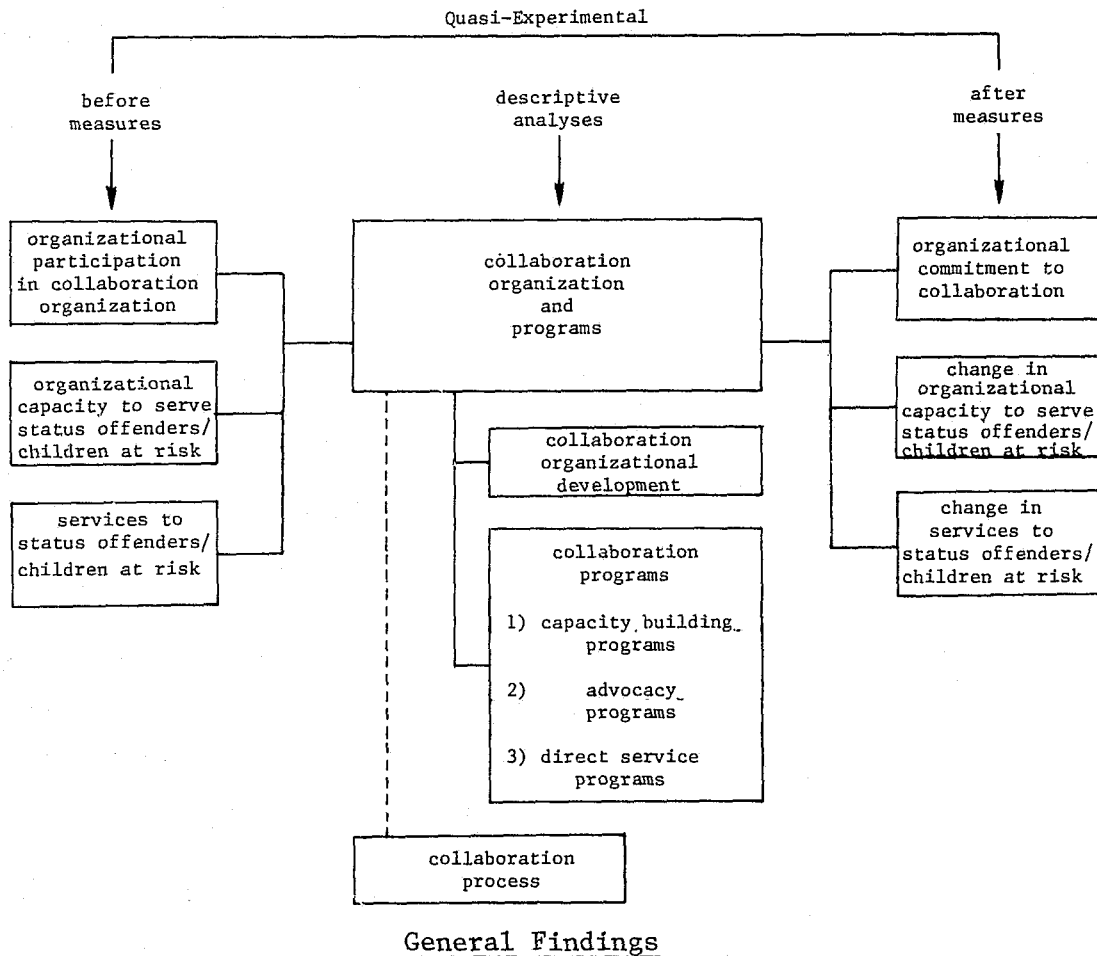 Quasi-Experimental
before
measures
descriptive
analyses
after
measures
organizational
participation
in collaboration
organization
organizational
capacity to serve
status offenders/
children at risk
services to
status offenders/
children at risk
collaboration
organization
and
programs
collaboration
organizational
development
collaboration
programs
1) capacity building
programs
2) advocacy
programs
3) direct service
programs
collaboration
process
organizational
commitment to
collaboration
change in
organizational
capacity to serve
status offenders/
children at risk
change in
services to
status offenders/
children at risk
General Findings